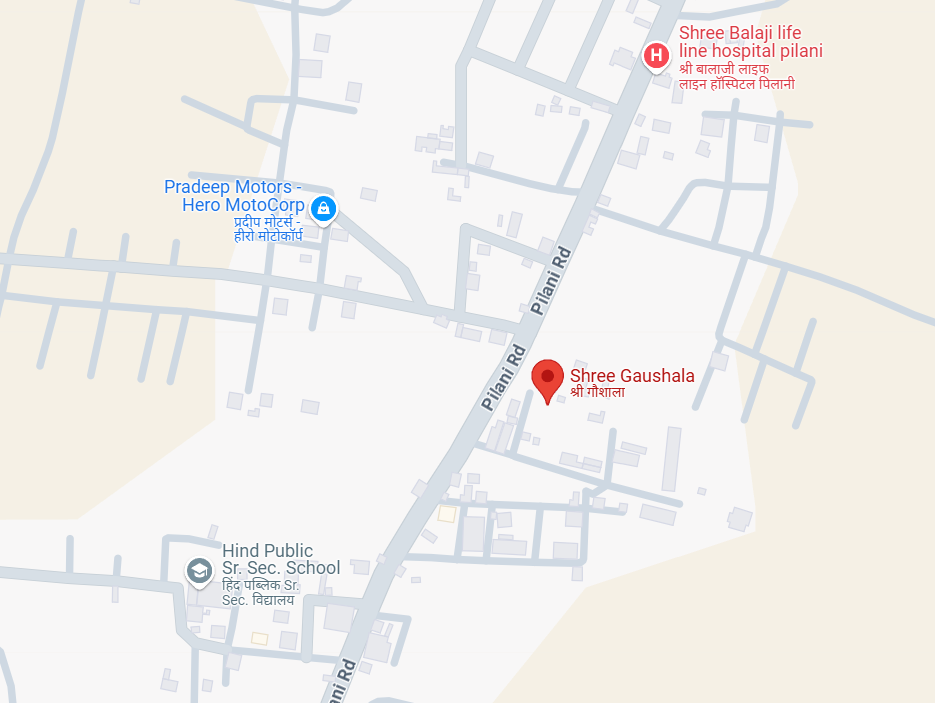 Shree Balaji life
line hospital pilani
श्री बालाजी लाइफ
लाइन हॉस्पिटल पिलानी
Pradeep Motors -
Hero MotoCorp
प्रदीप मोटर्स -
हीरो मोटोकॉर्प
Pilani Rd
Pilani Rd
Shree Gaushala
श्री गौशाला
Hind Public
Sr. Sec. School
हिंद पब्लिक Sr.
Sec. विद्यालय
ani Rd